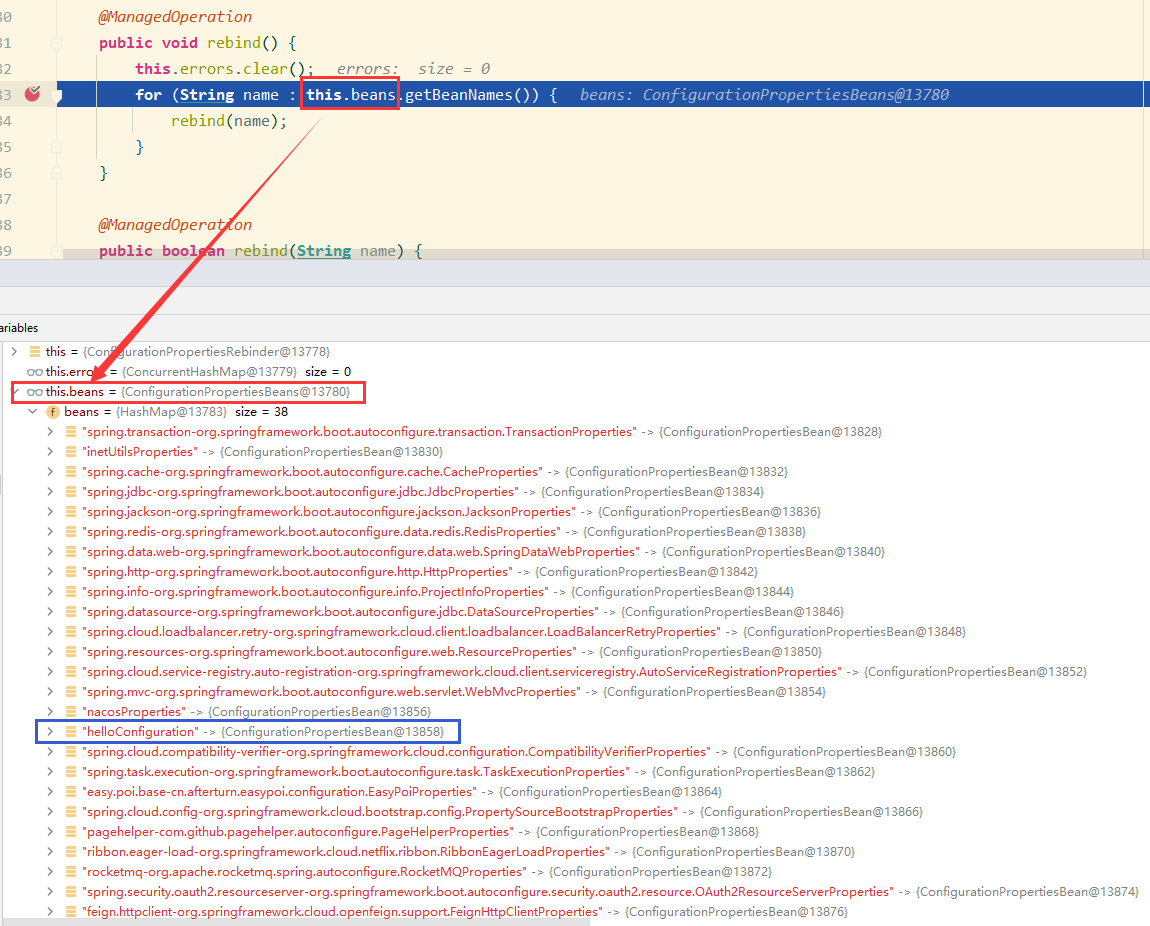 30 @ManagedOperation
31 public void rebind() {
32 this.errors.clear(); errors: size = 0
33 for (String name : this.beans.getBeanNames()) { beans: ConfigurationPropertiesBeans@13780
34 rebind(name);
35 }
36 }
37
38 @ManagedOperation
39 public boolean rebind(String name) {
ariables
this = {ConfigurationPropertiesRebinder@13778}
this.erro = {ConcurrentHashMap@13779} size = 0
this.beans = {ConfigurationPropertiesBeans@13780}
f beans = {HashMap@13783} size = 38
"spring.transaction-org.springframework.boot.autoconfigure.transaction.TransactionProperties" -> {ConfigurationPropertiesBean@13828}
"inetUtilsProperties" -> {ConfigurationPropertiesBean@13830}
"spring.cache-org.springframework.boot.autoconfigure.cache.CacheProperties" -> {ConfigurationPropertiesBean@13832}
"spring.jdbc-org.springframework.boot.autoconfigure.jdbc.JdbcProperties" -> {ConfigurationPropertiesBean@13834}
"spring.jackson-org.springframework.boot.autoconfigure.jackson.JacksonProperties" -> {ConfigurationPropertiesBean@13836}
"spring.redis-org.springframework.boot.autoconfigure.data.redis.RedisProperties" -> {ConfigurationPropertiesBean@13838}
"spring.data.web-org.springframework.boot.autoconfigure.data.web.SpringDataWebProperties" -> {ConfigurationPropertiesBean@13840}
"spring.http-org.springframework.boot.autoconfigure.http.HttpProperties" -> {ConfigurationPropertiesBean@13842}
"spring.info-org.springframework.boot.autoconfigure.info.ProjectInfoProperties" -> {ConfigurationPropertiesBean@13844}
"spring.datasource-org.springframework.boot.autoconfigure.jdbc.DataSourceProperties" -> {ConfigurationPropertiesBean@13846}
"spring.cloud.loadbalancer.retry-org.springframework.cloud.client.loadbalancer.LoadBalancerRetryProperties" -> {ConfigurationPropertiesBean@13848}
"spring.resources-org.springframework.boot.autoconfigure.web.ResourceProperties" -> {ConfigurationPropertiesBean@13850}
"spring.cloud.service-registry.auto-registration-org.springframework.cloud.client.serviceregistry.AutoServiceRegistrationProperties" -> {ConfigurationPropertiesBean@13852}
"spring.mvc-org.springframework.boot.autoconfigure.web.servlet.WebMvcProperties" -> {ConfigurationPropertiesBean@13854}
"nacosProperties" -> {ConfigurationPropertiesBean@13856}
"helloConfiguration" -> {ConfigurationPropertiesBean@13858}
"spring.cloud.compatibility-verifier-org.springframework.cloud.configuration.CompatibilityVerifierProperties" -> {ConfigurationPropertiesBean@13860}
"spring.task.execution-org.springframework.boot.autoconfigure.task.TaskExecutionProperties" -> {ConfigurationPropertiesBean@13862}
"easy.poi.base-cn.afterturn.easypoi.configuration.EasyPoiProperties" -> {ConfigurationPropertiesBean@13864}
"spring.cloud.config-org.springframework.cloud.bootstrap.config.PropertySourceBootstrapProperties" -> {ConfigurationPropertiesBean@13866}
"pagehelper-com.github.pagehelper.autoconfigure.PageHelperProperties" -> {ConfigurationPropertiesBean@13868}
"ribbon.eager-load-org.springframework.cloud.netflix.ribbon.RibbonEagerLoadProperties" -> {ConfigurationPropertiesBean@13870}
"rocketmq-org.apache.rocketmq.spring.autoconfigure.RocketMQProperties" -> {ConfigurationPropertiesBean@13872}
"spring.security.oauth2.resourceserver-org.springframework.boot.autoconfigure.security.oauth2.resource.OAuth2ResourceServerProperties" -> {ConfigurationPropertiesBean@13874}
"feign.httpclient-org.springframework.cloud.openfeign.support.FeignHttpClientProperties" -> {ConfigurationPropertiesBean@13876}